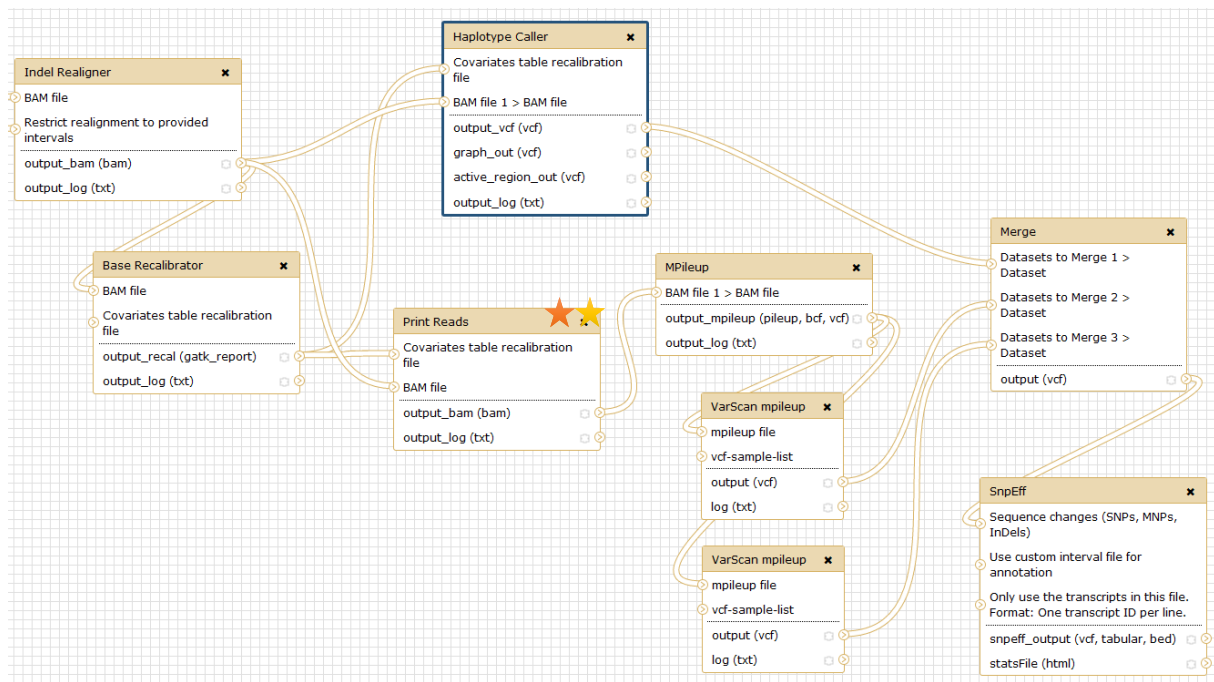 Indel Realigner
BAM file
Restrict realignment to provided
intervals
output_bam (bam)
output_log (txt)
Haplotype Caller
Covariates table recalibration
file
BAM file 1 > BAM file
output_vcf (vcf)
graph_out (vcf)
active_region_out (vcf)
output_log (txt)
Base Recalibrator
BAM file
Covariates table recalibration
file
output_recal (gatk_report)
output_log (txt)
Print Reads
Covariates table recalibration
file
BAM file
output_bam (bam)
output_log (txt)
MPileup
BAM file 1 > BAM file
output_mpileup (pileup, bcf, vcf)
output_log (txt)
VarScan mpileup
mpileup file
vcf-sample-list
output (vcf)
log (txt)
VarScan mpileup
mpileup file
vcf-sample-list
output (vcf)
log (txt)
Merge
Datasets to Merge 1 >
Dataset
Datasets to Merge 2 >
Dataset
Datasets to Merge 3 >
Dataset
output (vcf)
SnpEff
Sequence changes (SNPs, MNPs,
InDels)
Use custom interval file for
annotation
Only use the transcripts in this file.
Format: One transcript ID per line.
snpeff_output (vcf, tabular, bed)
statsFile (html)